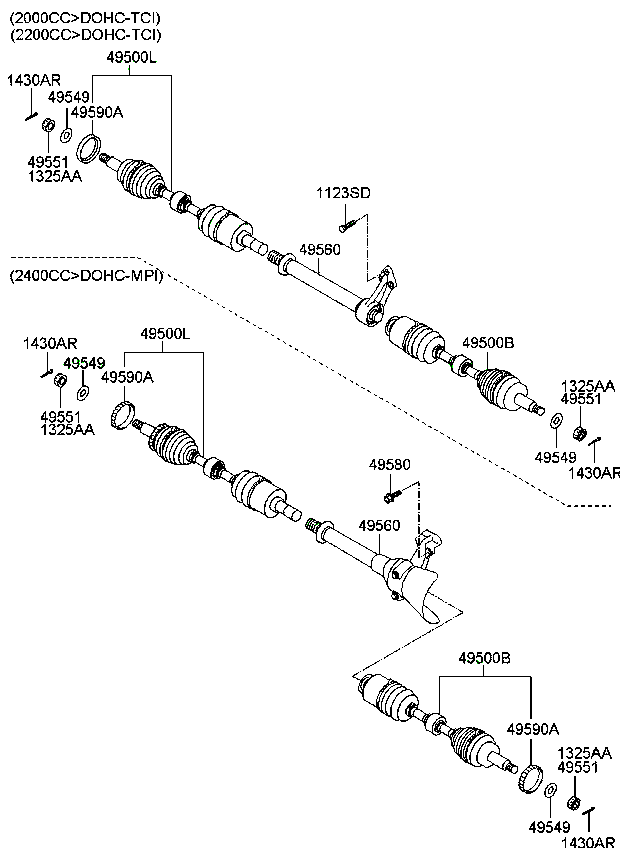 (2000CC>DOHC-TCI)
(2200CC>DOHC-TCI)
49500L
1430AR
49549
49590A
49551
1325AA
1123SD
49560
(2400CC>DOHC-MPI)
49500L
1430AR
49549
49590A
49551
1325AA
49500B
1325AA
49551
49549
1430AR
49580
49560
49500B
49590A
1325AA
49551
49549
1430AR